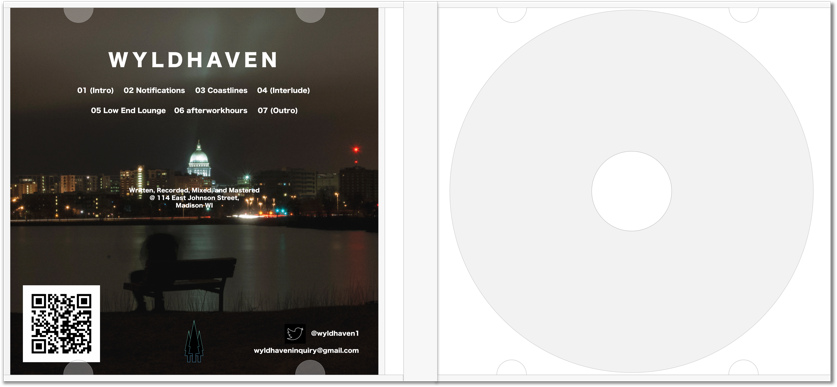 WYLDHAVEN
01 (Intro) 02 Notifications 03 Coastlines 04 (Interlude)
05 Low End Lounge 06 afterworkhours 07 (Outro)
Written, Recorded, Mixed, and Mastered
@ 114 East Johnson Street,
Madison WI
@wyldhaven1
wyldhaveninquiry@gmail.com